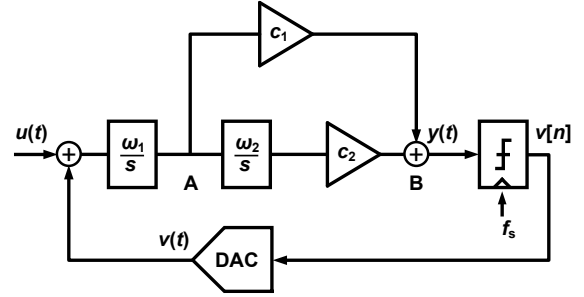 c₁
u(t)
+
ω₁
s
ω₂
s
c₂
+
y(t)
v[n]
A
B
fₛ
v(t)
DAC